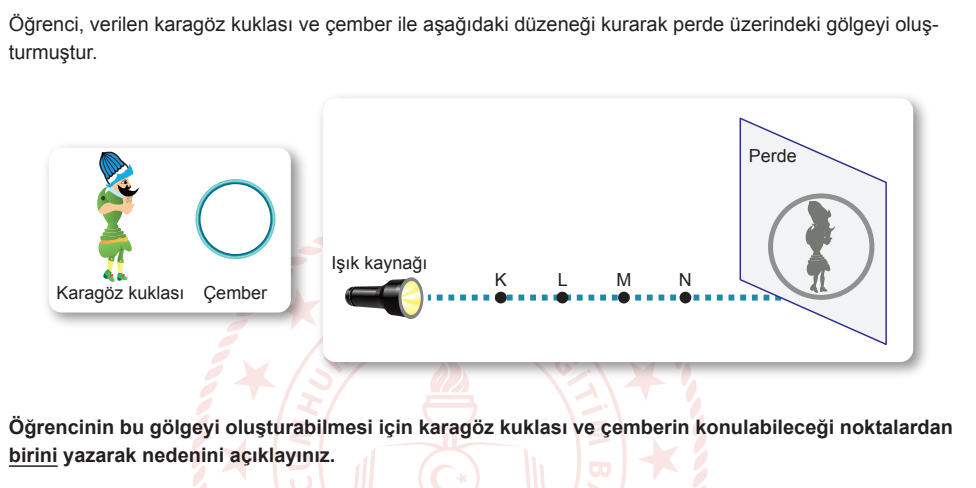 Öğrenci, verilen karagöz kuklası ve çember ile aşağıdaki düzeneği kurarak perde üzerindeki gölgeyi oluş-
turmuştur.
Perde
Işık kaynağı
K L M N
Karagöz kuklası Çember
Öğrencinin bu gölgeyi oluşturabilmesi için karagöz kuklası ve çemberin konulabileceği noktalardan
birini yazarak nedenini açıklayınız.